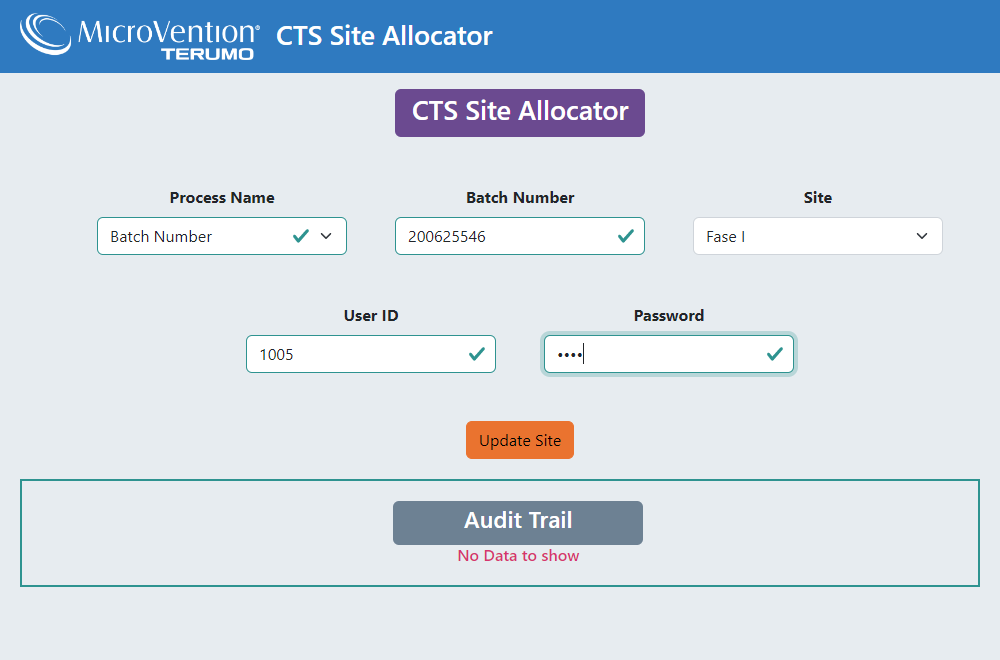 MicroVention®
TERUMO
CTS Site Allocator
CTS Site Allocator
Process Name
Batch Number
Site
Batch Number
200625546
Fase I
User ID
Password
1005
••••
Update Site
Audit Trail
No Data to show